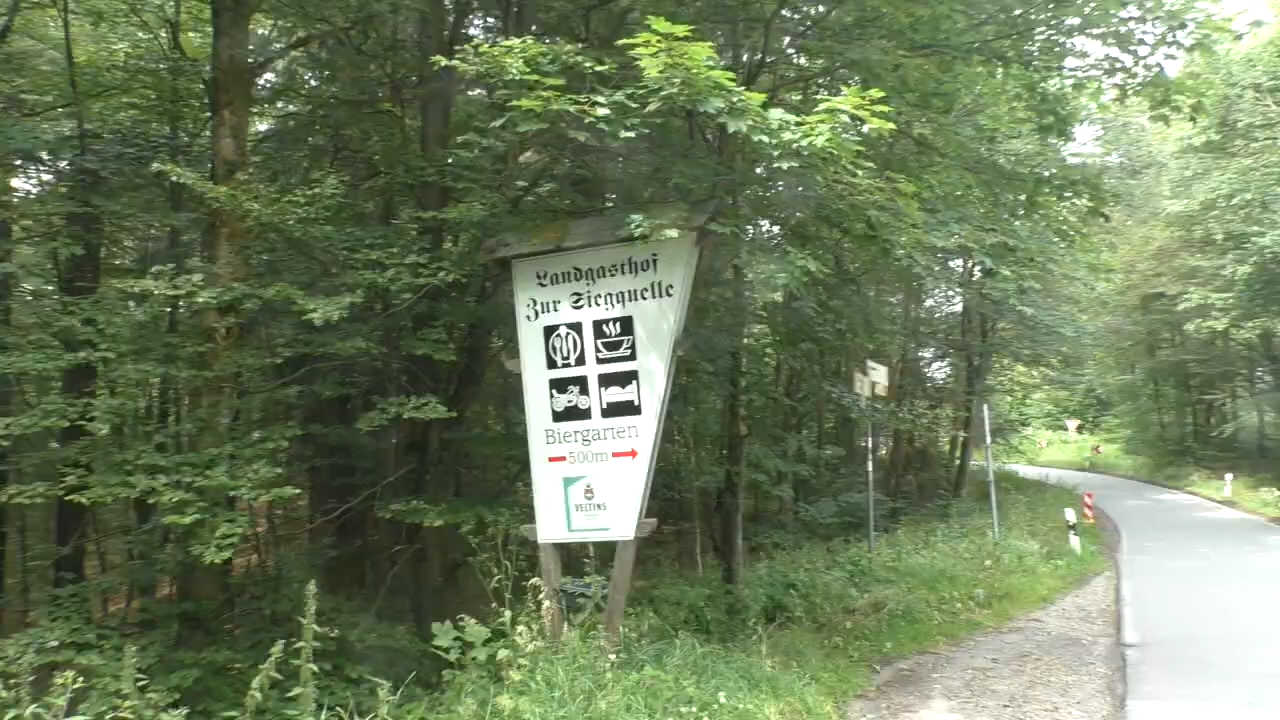 Landgasthof
Zur Siegquelle
Biergarten
500m
VELTINS